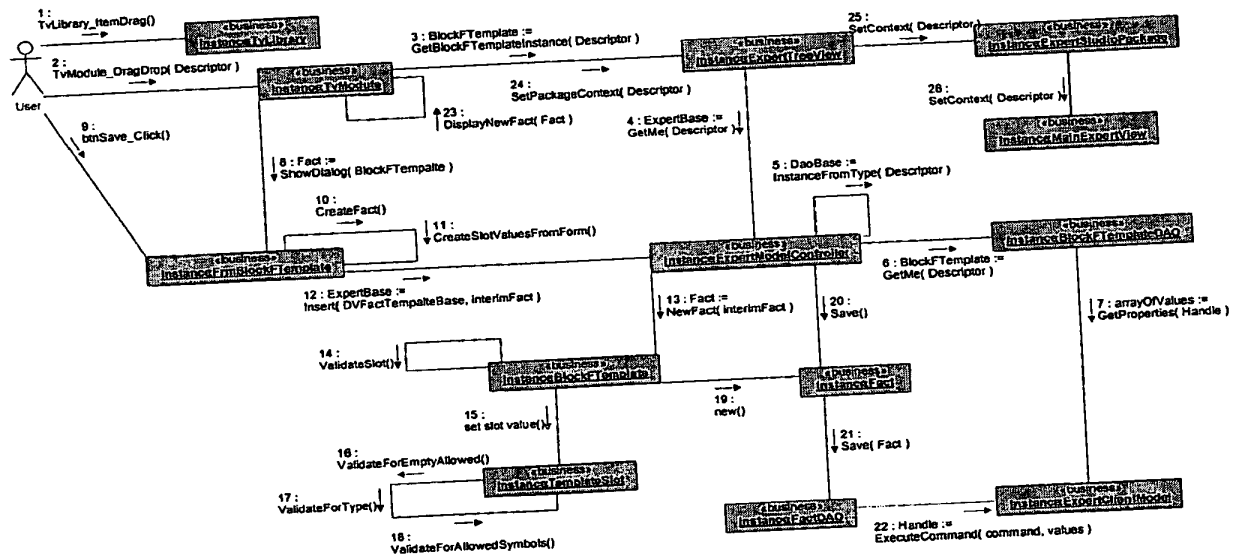 1 :
TvLibrary_ItemDrag()
«business»
InstanceTvLibrary
2 :
TvModule_DragDrop( Descriptor )
User
«business»
InstanceTvModule
3 : BlockFTemplate :=
GetBlockFTemplateInstance( Descriptor )
24 :
SetPackageContext( Descriptor )
«business»
InstanceExpertTreeView
25 :
SetContext( Descriptor )
«business»
InstanceExpertStudioPackage
26 :
SetContext( Descriptor )
«business»
InstanceMainExpertView
23 :
DisplayNewFact( Fact )
4 : ExpertBase :=
GetMe( Descriptor )
9 :
btnSave_Click()
8 : Fact :=
ShowDialog( BlockFTempalte )
5 : DaoBase :=
InstanceFromType( Descriptor )
10 :
CreateFact()
11 :
CreateSlotValuesFromForm()
«business»
InstanceFrmBlockFTemplate
«business»
InstanceExpertModelController
«business»
InstanceBlockFTemplateDAO
6 : BlockFTemplate :=
GetMe( Descriptor )
12 : ExpertBase :=
Insert( DVFactTempalteBase, interimFact )
13 : Fact :=
NewFact( interimFact )
20 :
Save()
7 : arrayOfValues :=
GetProperties( Handle )
14 :
ValidateSlot()
«business»
InstanceBlockFTemplate
«business»
InstanceFact
19 :
new()
15 :
set slot value()
21 :
Save( Fact )
16 :
ValidateForEmptyAllowed()
«business»
InstanceTemplateSlot
17 :
ValidateForType()
18 :
ValidateForAllowedSymbols()
«business»
InstanceFactDAO
«business»
InstanceExpertClientModel
22 : Handle :=
ExecuteCommand( command, values )